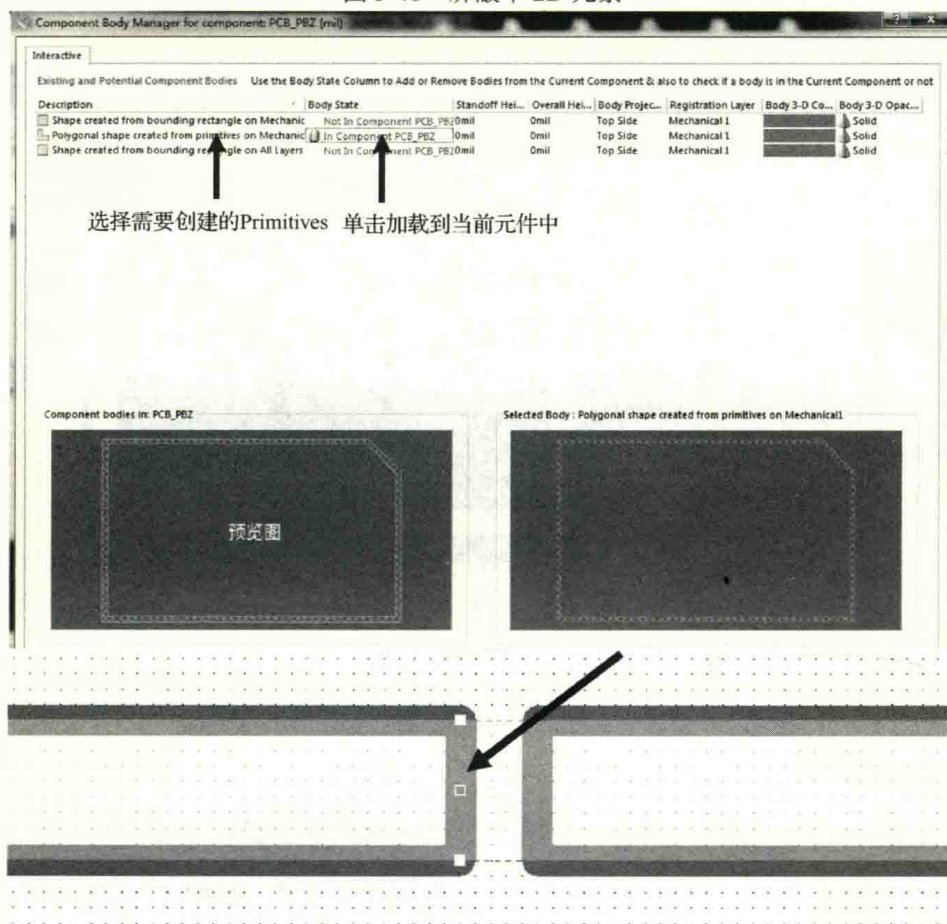 Component Body Manager for component: PCB_PBZ [mil]
Interactive
Existing and Potential Component Bodies Use the Body State Column to Add or Remove Bodies from the Current Component & also to check if a body is in the Current Component or not
Description Body State Standoff Hei... Overall Hei... Body Projec... Registration Layer Body 3-D Co... Body 3-D Opac...
Shape created from bounding rectangle on Mechanic Not In Component PCB_PBZ 0mil 0mil Top Side Mechanical 1 Solid
Polygonal shape created from primitives on Mechanic In Component PCB_PBZ 0mil 0mil Top Side Mechanical 1 Solid
Shape created from bounding rectangle on All Layers Not In Component PCB_PBZ 0mil 0mil Top Side Mechanical 1 Solid
选择需要创建的Primitives 单击加载到当前元件中
Component bodies in: PCB_PBZ Selected Body : Polygonal shape created from primitives on Mechanical1
预览图